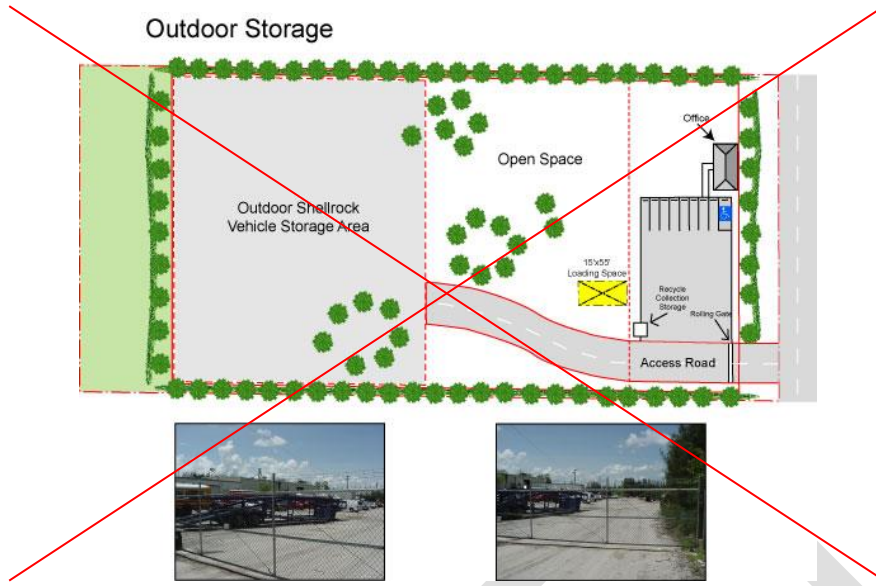 Outdoor Storage
Office
Open Space
Outdoor Shellrock
Vehicle Storage Area
15'x55'
Loading Space
Recycle
Collection
Storage
Rolling Gate
Access Road